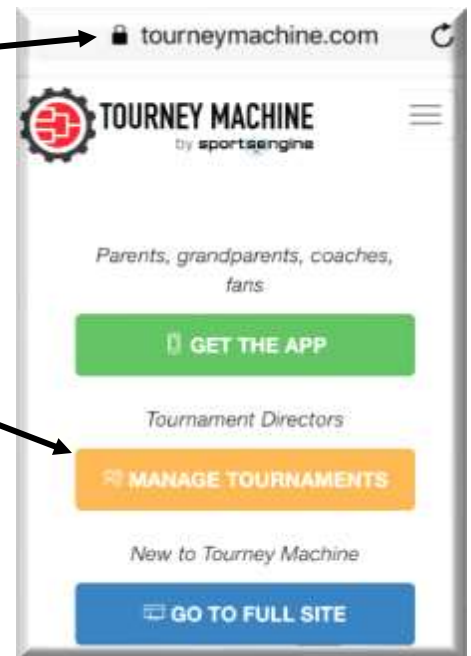 tourneymachine.com
TOURNEY MACHINE
by sportsengine
Parents, grandparents, coaches,
fans
GET THE APP
Tournament Directors
MANAGE TOURNAMENTS
New to Tourney Machine
GO TO FULL SITE